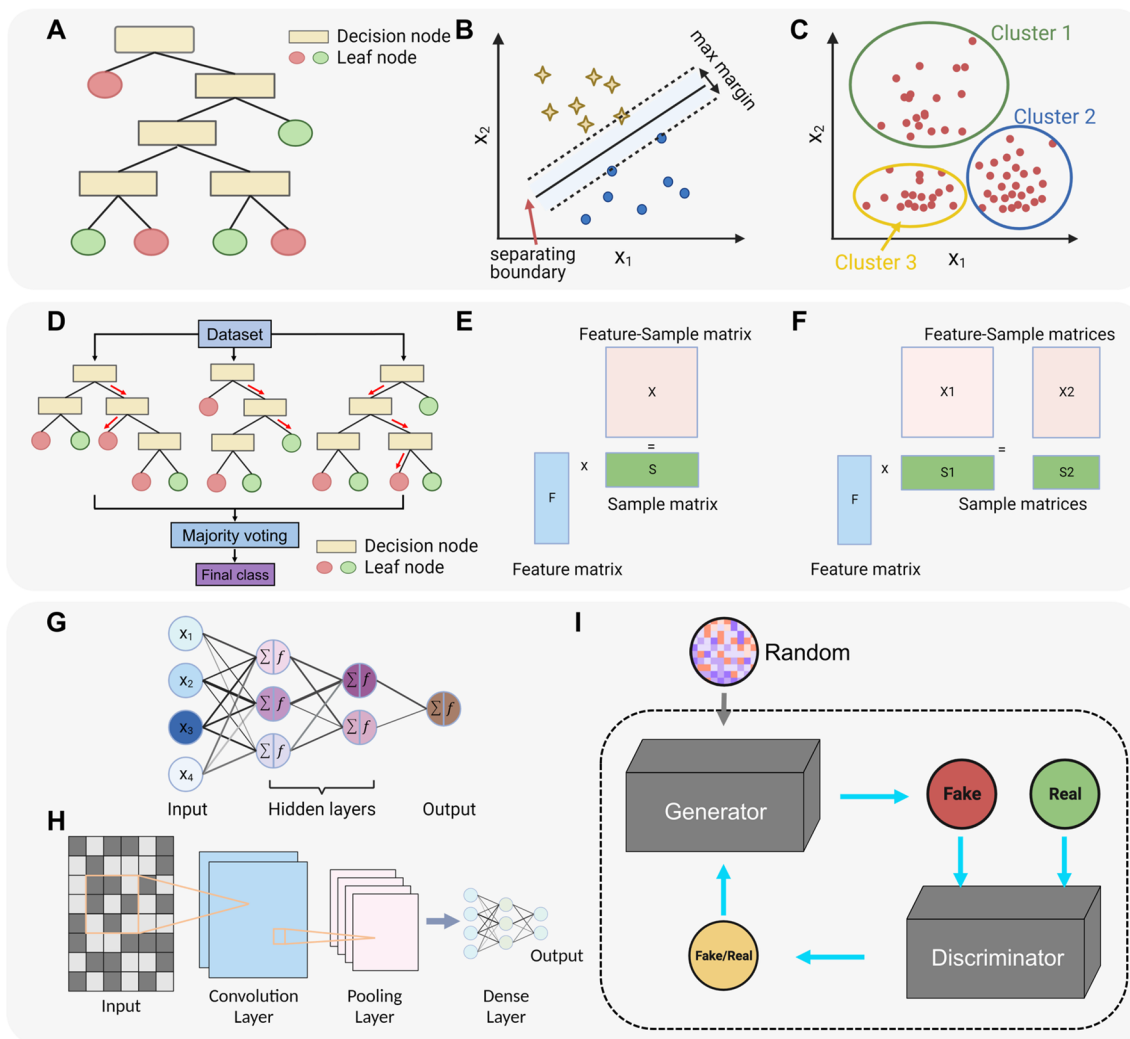 A
Decision node
Leaf node
B
max margin
x2
x1
separating
boundary
C
Cluster 1
Cluster 2
Cluster 3
x2
x1
D
Dataset
Majority voting
Final class
Decision node
Leaf node
E
Feature-Sample matrix
X
=
F
x
S
Sample matrix
Feature matrix
F
Feature-Sample matrices
X1
X2
=
F
x
S1
S2
Sample matrices
Feature matrix
G
x1
x2
x3
x4
∑ f
∑ f
∑ f
∑ f
∑ f
∑ f
Input
Hidden layers
Output
H
Input
Convolution
Layer
Pooling
Layer
Dense
Layer
Output
I
Random
Generator
Fake
Real
Fake/Real
Discriminator